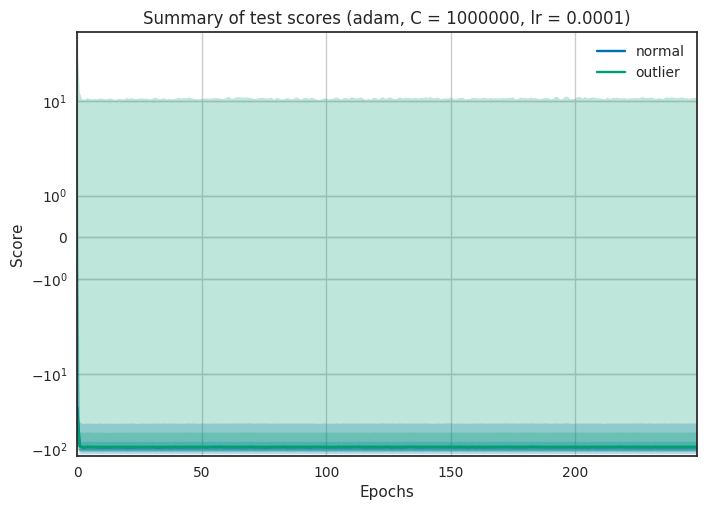 Summary of test scores (adam, C = 1000000, lr = 0.0001)
normal
outlier
10¹
10⁰
0
−10⁰
−10¹
−10²
Score
0 50 100 150 200
Epochs